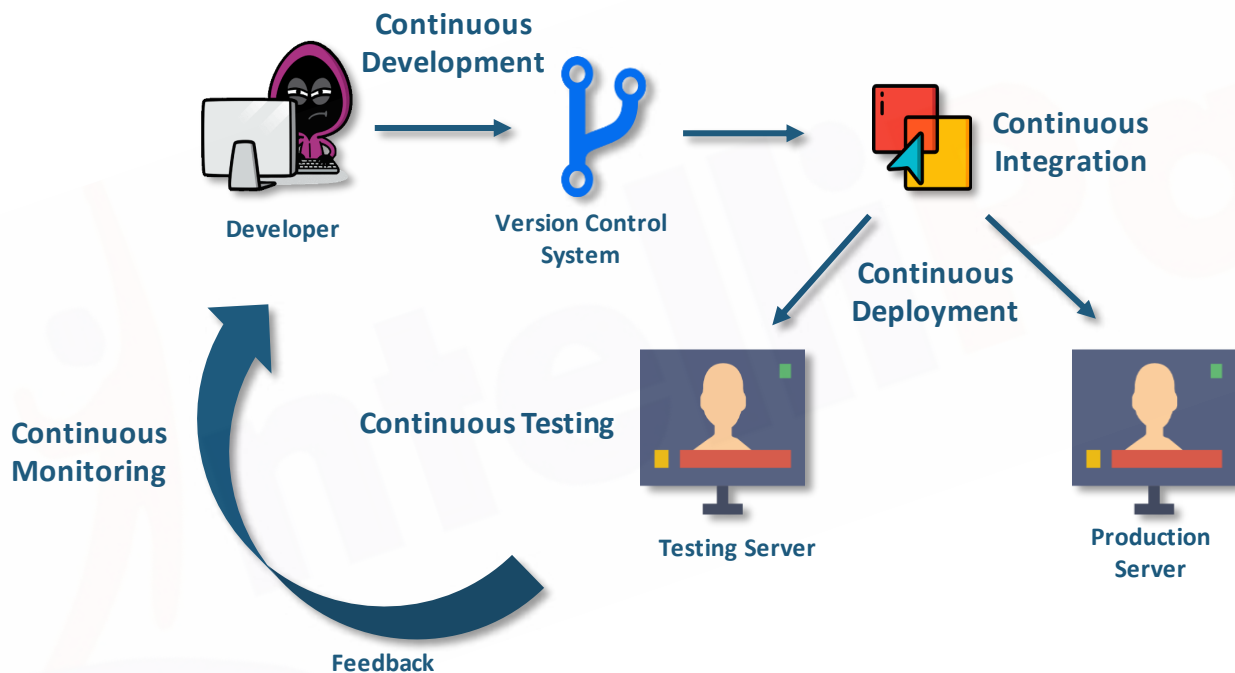 Continuous
Development
Developer
Version Control
System
Continuous
Integration
Continuous
Deployment
Continuous Testing
Continuous
Monitoring
Testing Server
Production
Server
Feedback